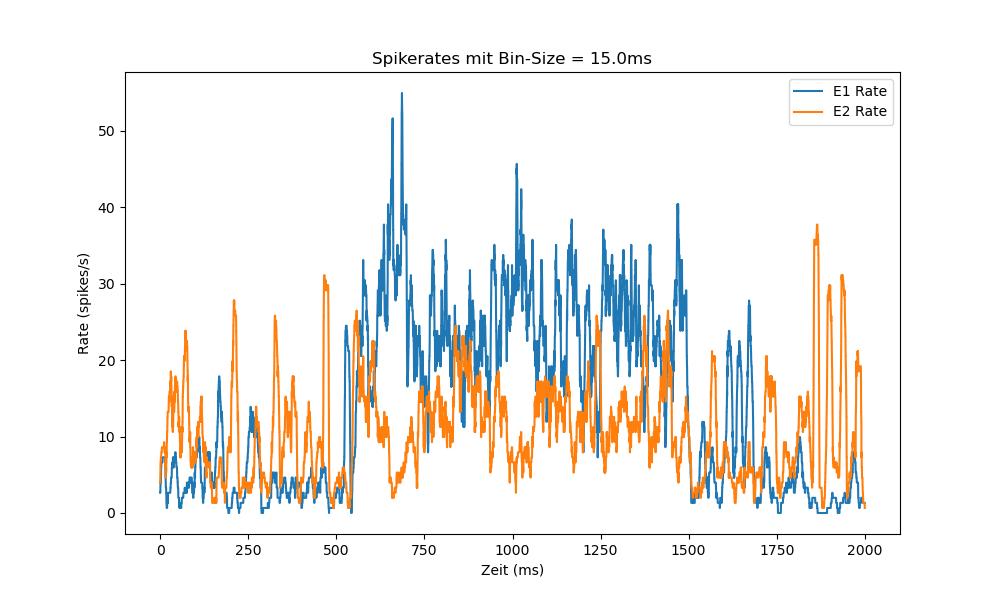 Spikerates mit Bin-Size = 15.0ms
E1 Rate
E2 Rate
50
40
30
20
10
0
Rate (spikes/s)
0 250 500 750 1000 1250 1500 1750 2000
Zeit (ms)